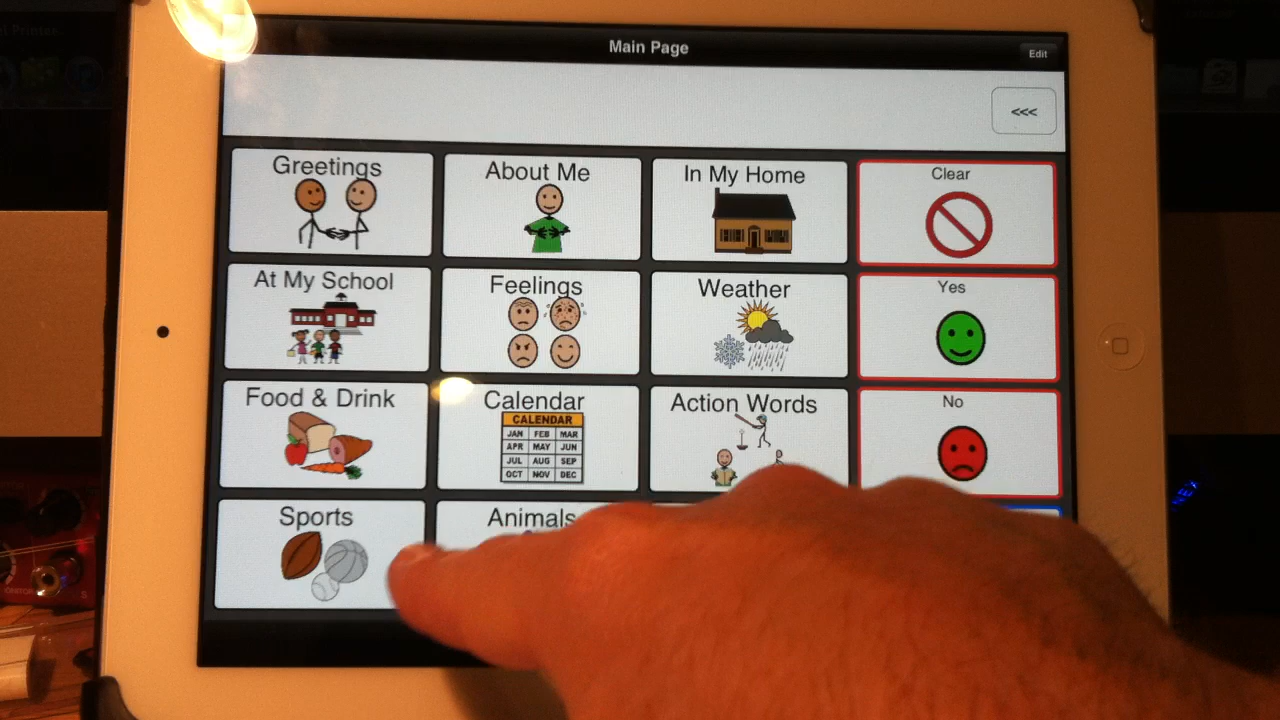 Main Page
Edit
<<<
Greetings
About Me
In My Home
Clear
At My School
Feelings
Weather
Yes
Food & Drink
Calendar
Action Words
No
CALENDAR
JAN FEB MAR
APR MAY JUN
JUL AUG SEP
OCT NOV DEC
Sports
Animals